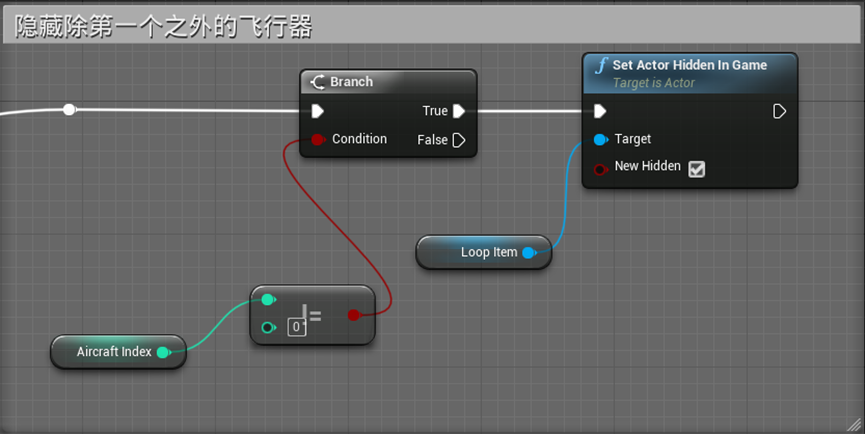 隐藏除第一个之外的飞行器
Branch
True
Condition
False
Set Actor Hidden In Game
Target is Actor
Target
New Hidden
Loop Item
0
!=
Aircraft Index